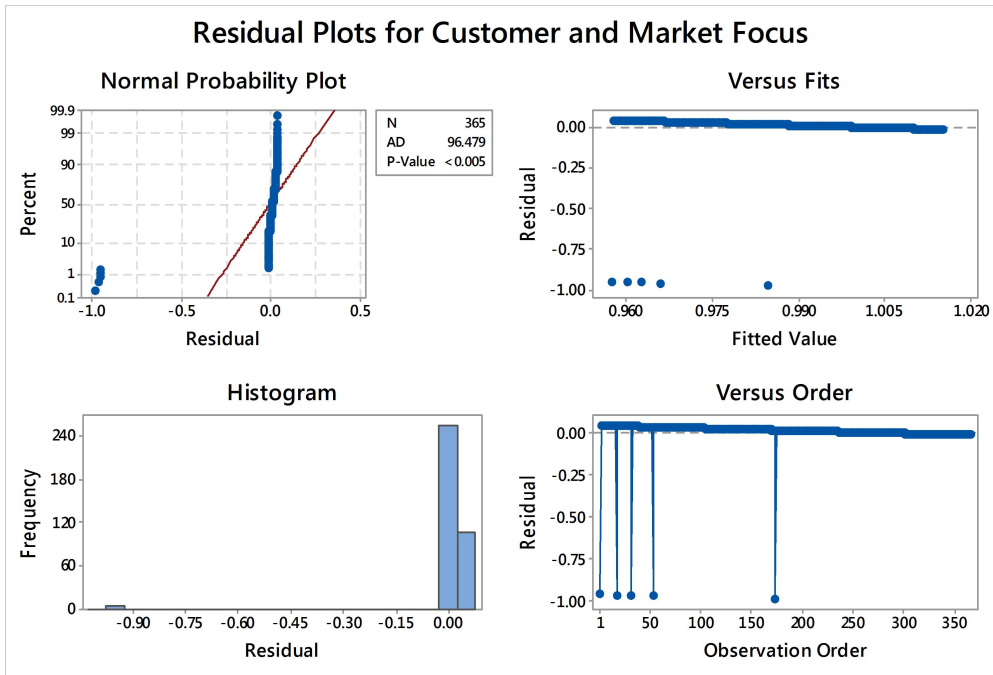 Residual Plots for Customer and Market Focus
Normal Probability Plot
99.9
99
90
50
10
1
0.1
Percent
-1.0 -0.5 0.0 0.5
Residual
N 365
AD 96.479
P-Value <0.005
Versus Fits
0.00
-0.25
-0.50
-0.75
-1.00
Residual
0.960 0.975 0.990 1.005 1.020
Fitted Value
Histogram
240
180
120
60
0
Frequency
-0.90 -0.75 -0.60 -0.45 -0.30 -0.15 0.00
Residual
Versus Order
0.00
-0.25
-0.50
-0.75
-1.00
Residual
1 50 100 150 200 250 300 350
Observation Order